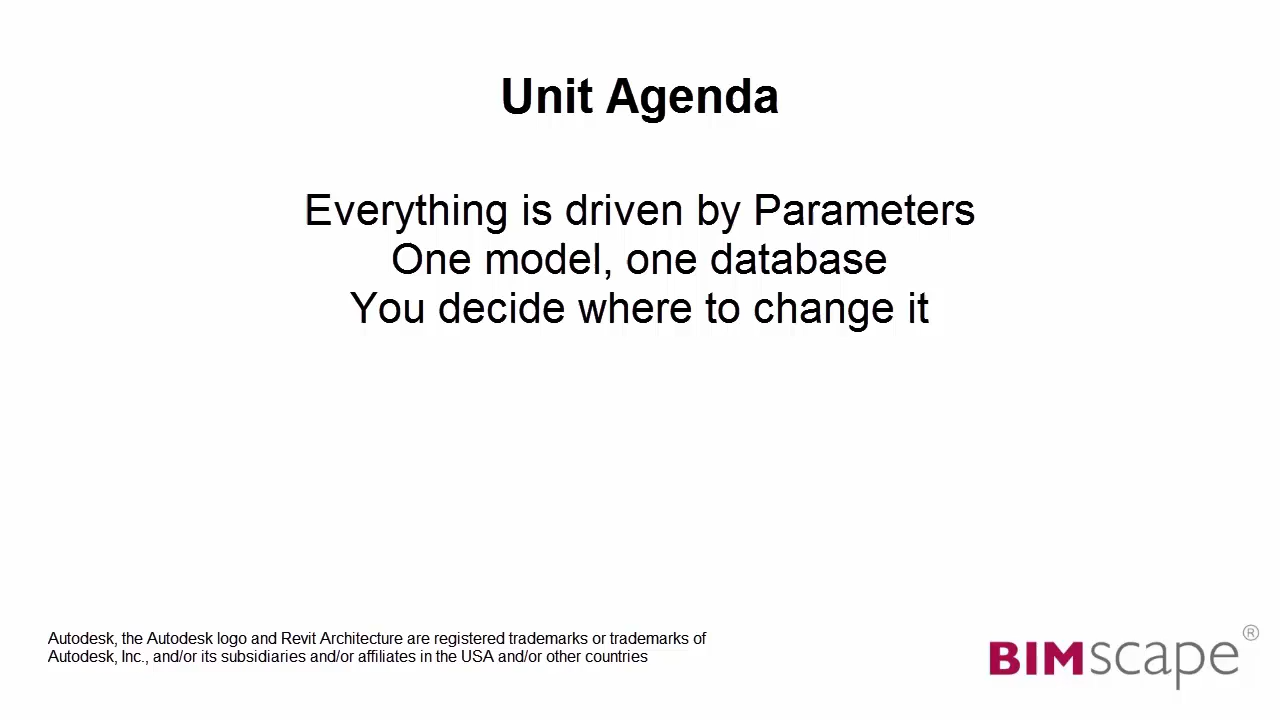 Unit Agenda
Everything is driven by Parameters
One model, one database
You decide where to change it
Autodesk, the Autodesk logo and Revit Architecture are registered trademarks or trademarks of
Autodesk, Inc., and/or its subsidiaries and/or affiliates in the USA and/or other countries
BIMscape®